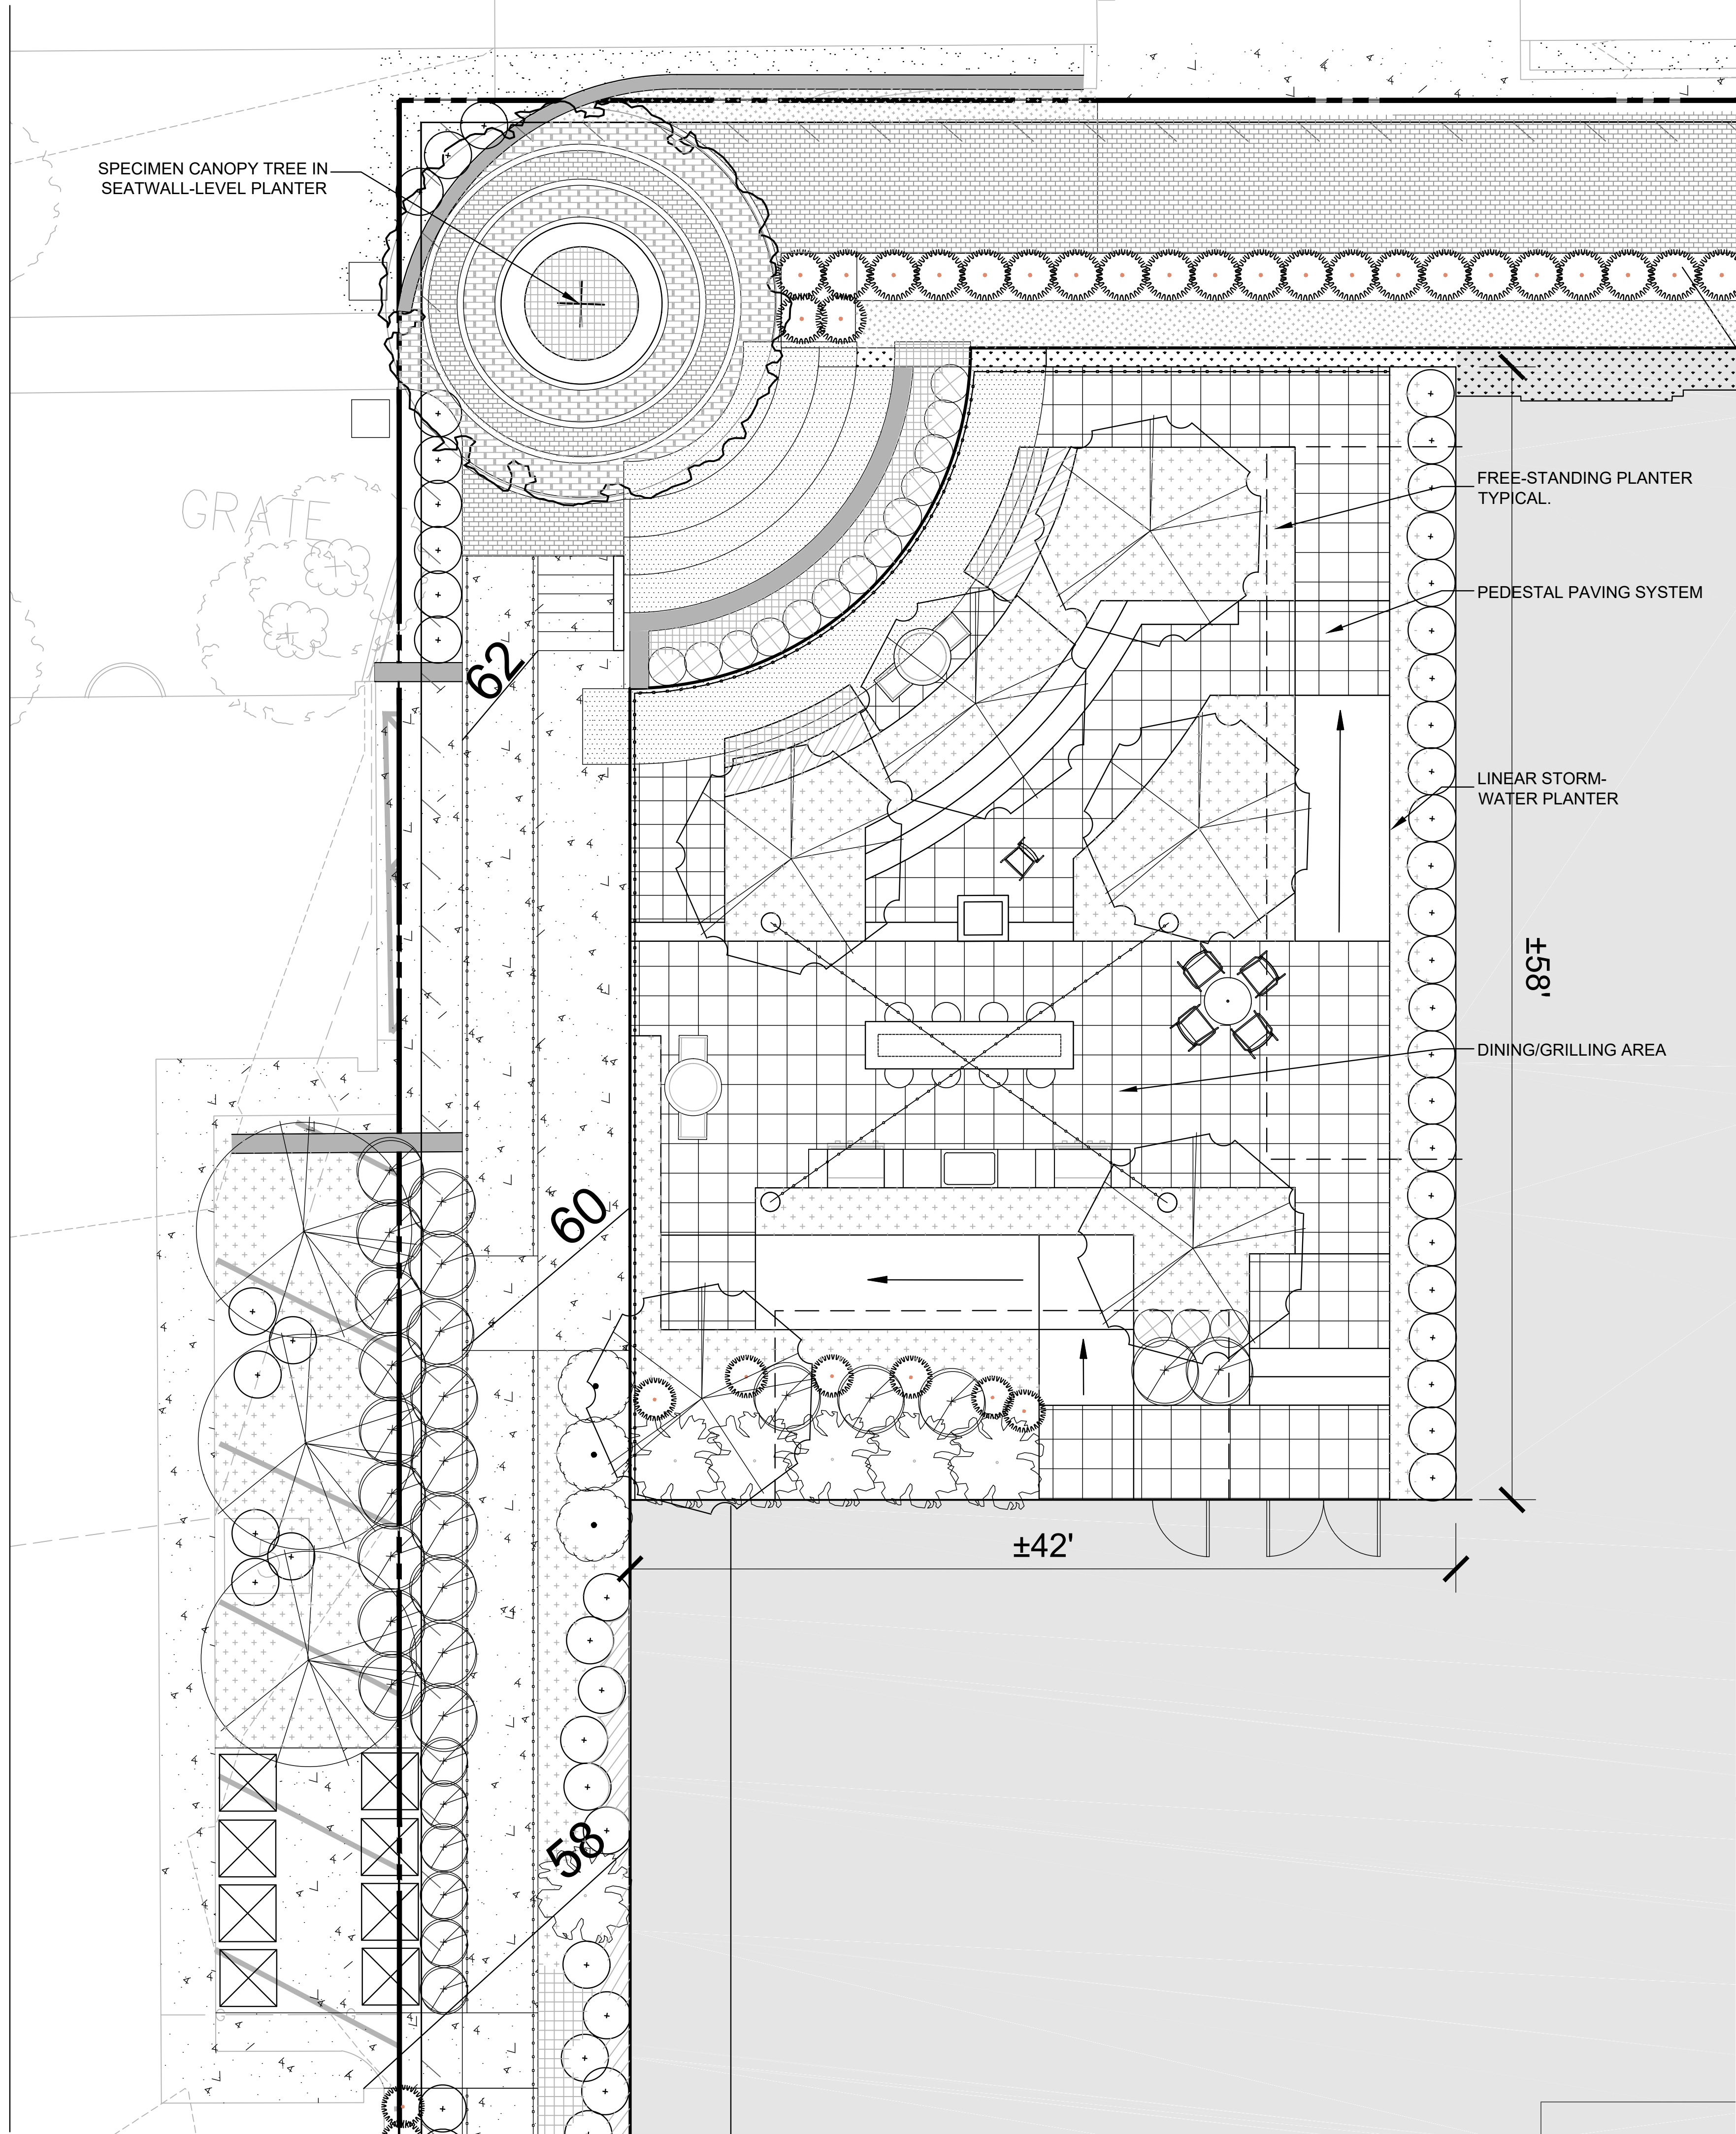 SPECIMEN CANOPY TREE IN
SEATWALL-LEVEL PLANTER
GRATE
FREE-STANDING PLANTER
TYPICAL.
PEDESTAL PAVING SYSTEM
62
LINEAR STORM-
WATER PLANTER
±58'
DINING/GRILLING AREA
60
±42'
58